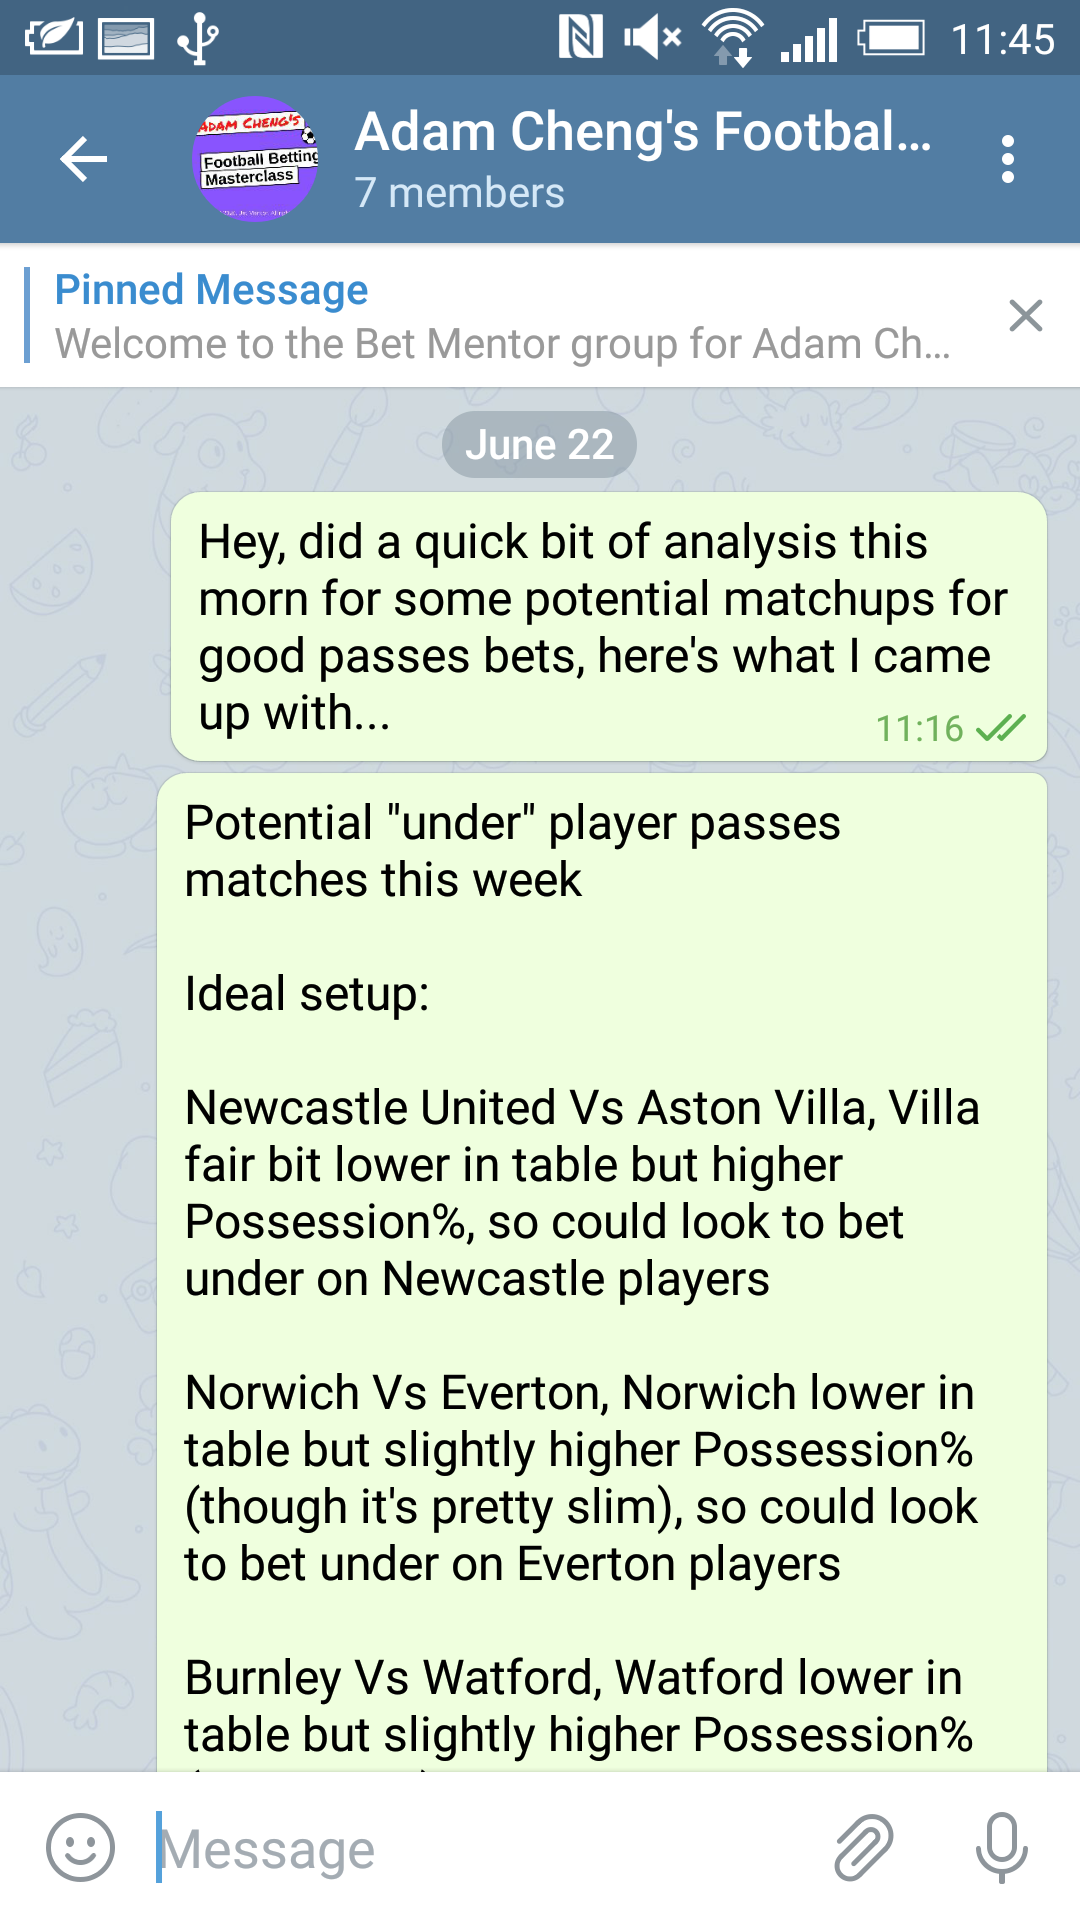 11:45
ADAM CHENG'S
Football Betting
Masterclass
Adam Cheng's Footbal...
7 members
Pinned Message
Welcome to the Bet Mentor group for Adam Ch...
June 22
Hey, did a quick bit of analysis this
morn for some potential matchups for
good passes bets, here's what I came
up with...
11:16
Potential "under" player passes
matches this week
Ideal setup:
Newcastle United Vs Aston Villa, Villa
fair bit lower in table but higher
Possession%, so could look to bet
under on Newcastle players
Norwich Vs Everton, Norwich lower in
table but slightly higher Possession%
(though it's pretty slim), so could look
to bet under on Everton players
Burnley Vs Watford, Watford lower in
table but slightly higher Possession%
Message